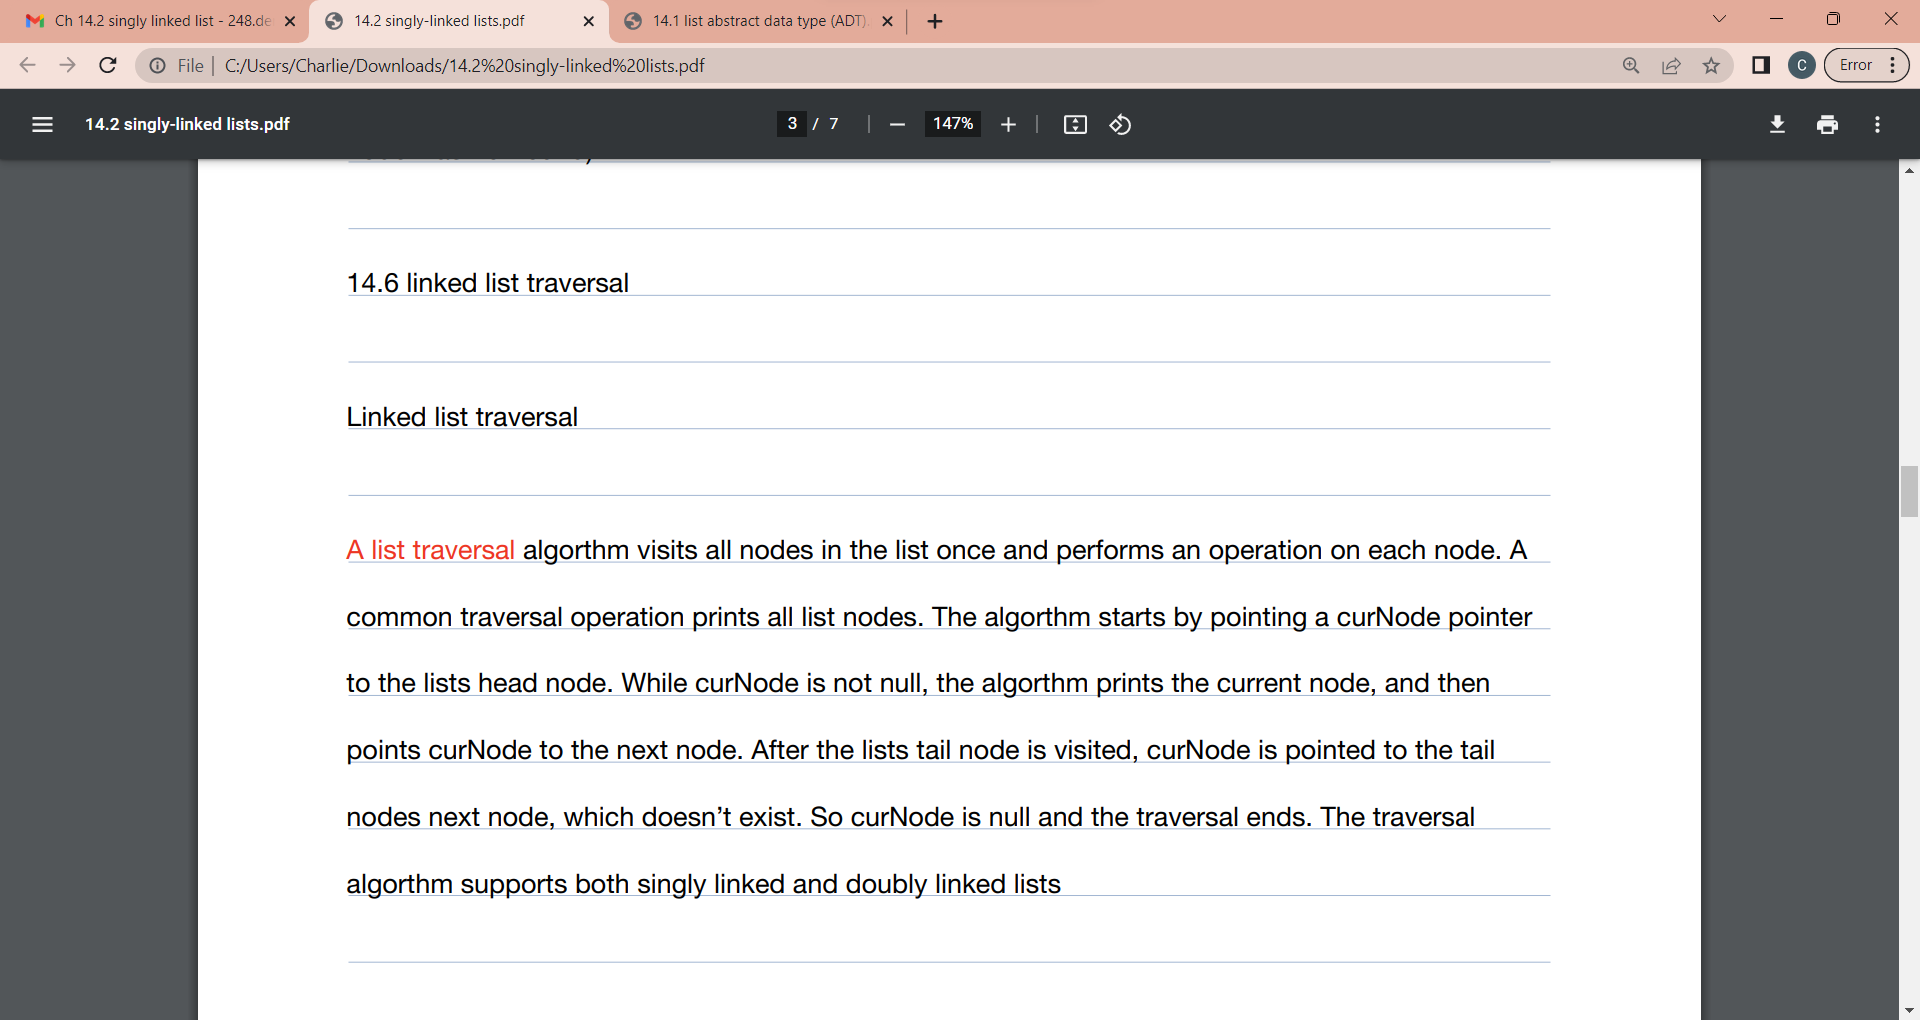 Ch 14.2 singly linked list - 248.de
14.2 singly-linked lists.pdf
14.1 list abstract data type (ADT).
File
C:/Users/Charlie/Downloads/14.2%20singly-linked%20lists.pdf
C
Error
14.2 singly-linked lists.pdf
3 / 7
147%
14.6 linked list traversal
Linked list traversal
A list traversal algorthm visits all nodes in the list once and performs an operation on each node. A
common traversal operation prints all list nodes. The algorthm starts by pointing a curNode pointer
to the lists head node. While curNode is not null, the algorthm prints the current node, and then
points curNode to the next node. After the lists tail node is visited, curNode is pointed to the tail
nodes next node, which doesn’t exist. So curNode is null and the traversal ends. The traversal
algorthm supports both singly linked and doubly linked lists